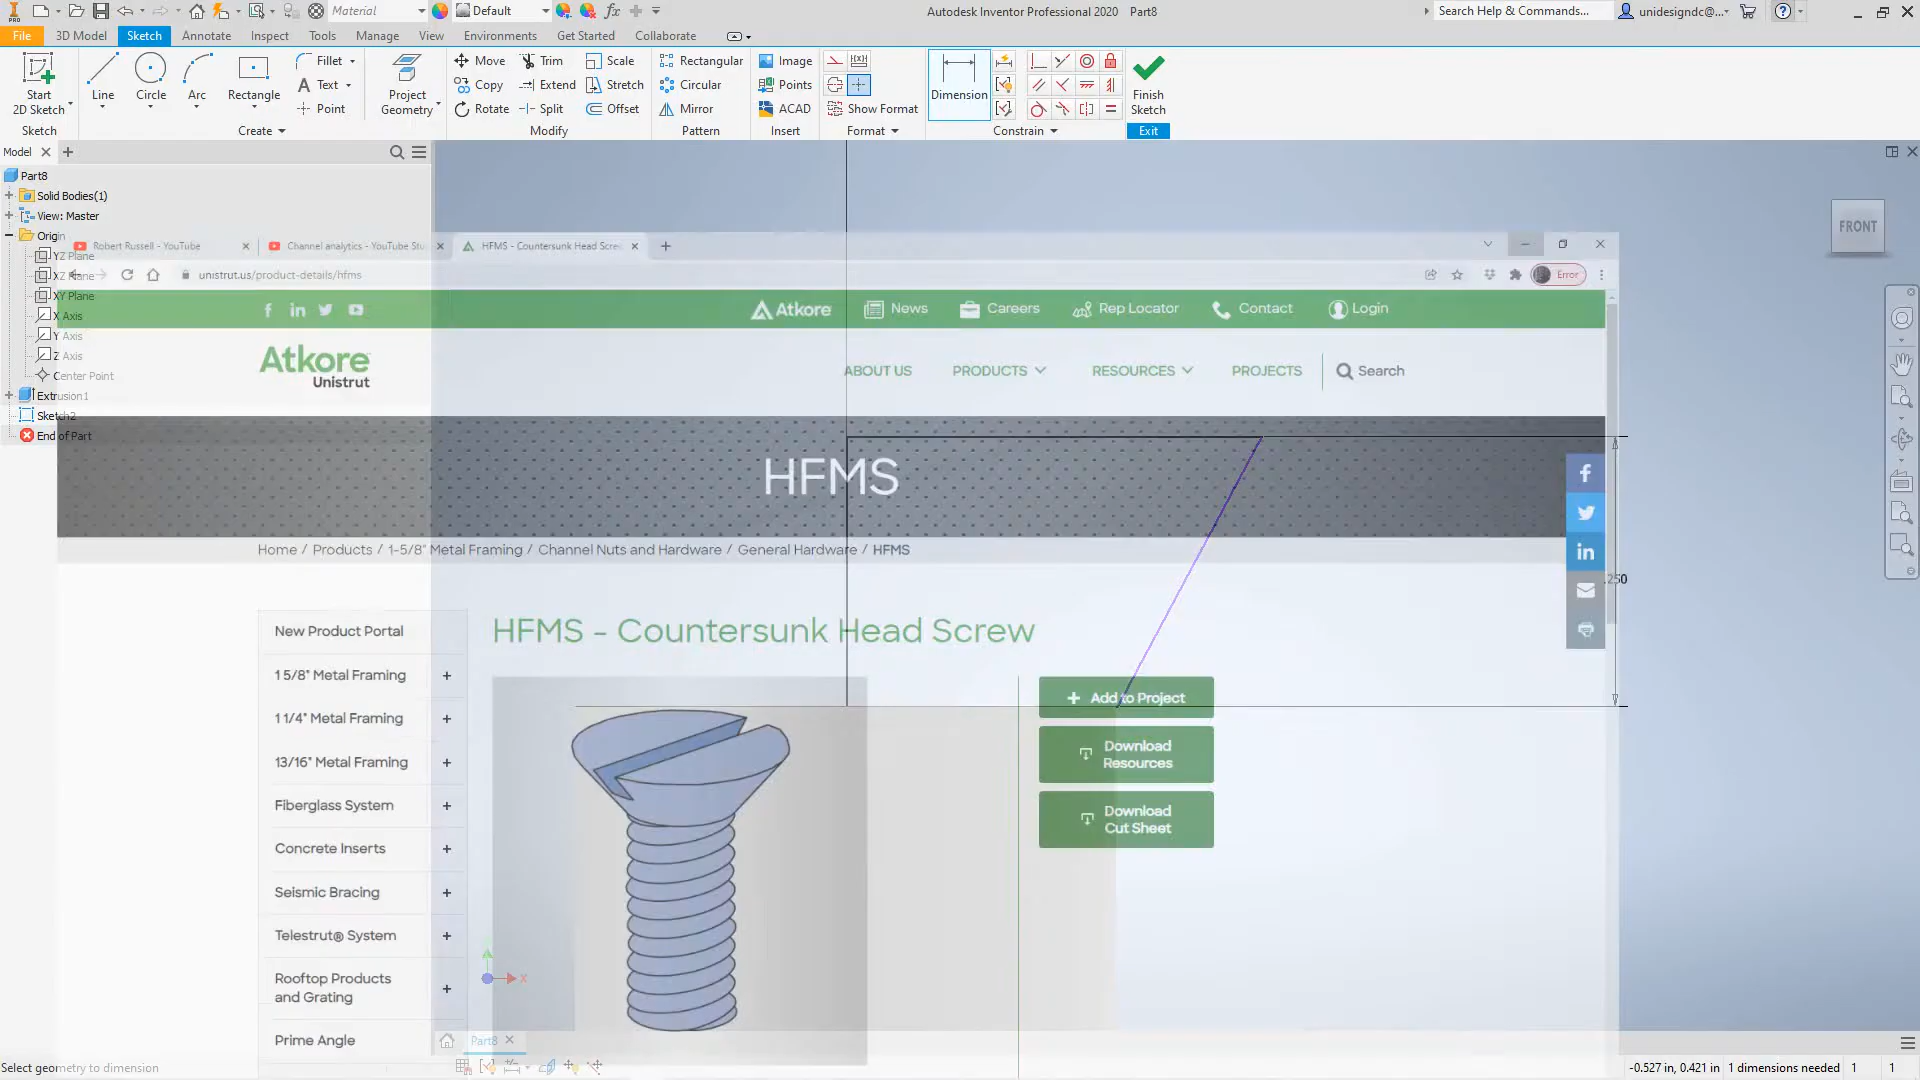 Material
Default
Autodesk Inventor Professional 2020 Part8
Search Help & Commands...
unidesigndc@...
File
3D Model
Sketch
Annotate
Inspect
Tools
Manage
View
Environments
Get Started
Collaborate
Start
2D Sketch
Line
Circle
Arc
Rectangle
Fillet
Text
Point
Project
Geometry
Move
Copy
Rotate
Trim
Extend
Split
Scale
Stretch
Offset
Rectangular
Circular
Mirror
Image
Points
ACAD
Show Format
Dimension
Finish
Sketch
Sketch
Create
Modify
Pattern
Insert
Format
Constrain
Exit
Model
Part8
Solid Bodies(1)
View: Master
Origin
YZ Plane
XZ Plane
XY Plane
X Axis
Y Axis
Z Axis
Center Point
Extrusion1
Sketch2
End of Part
FRONT
Robert Russell - YouTube
Channel analytics - YouTube Stu
HFMS - Countersunk Head Screw
unistrut.us/product-details/hfms
Error
Atkore
News
Careers
Rep Locator
Contact
Login
Atkore
Unistrut
ABOUT US
PRODUCTS
RESOURCES
PROJECTS
Search
HFMS
Home / Products / 1-5/8" Metal Framing / Channel Nuts and Hardware / General Hardware / HFMS
.250
New Product Portal
1 5/8" Metal Framing
1 1/4" Metal Framing
13/16" Metal Framing
Fiberglass System
Concrete Inserts
Seismic Bracing
Telestrut® System
Rooftop Products
and Grating
Prime Angle
HFMS - Countersunk Head Screw
Add to Project
Download
Resources
Download
Cut Sheet
X
Part8
Select geometry to dimension
-0.527 in, 0.421 in 1 dimensions needed 1 1